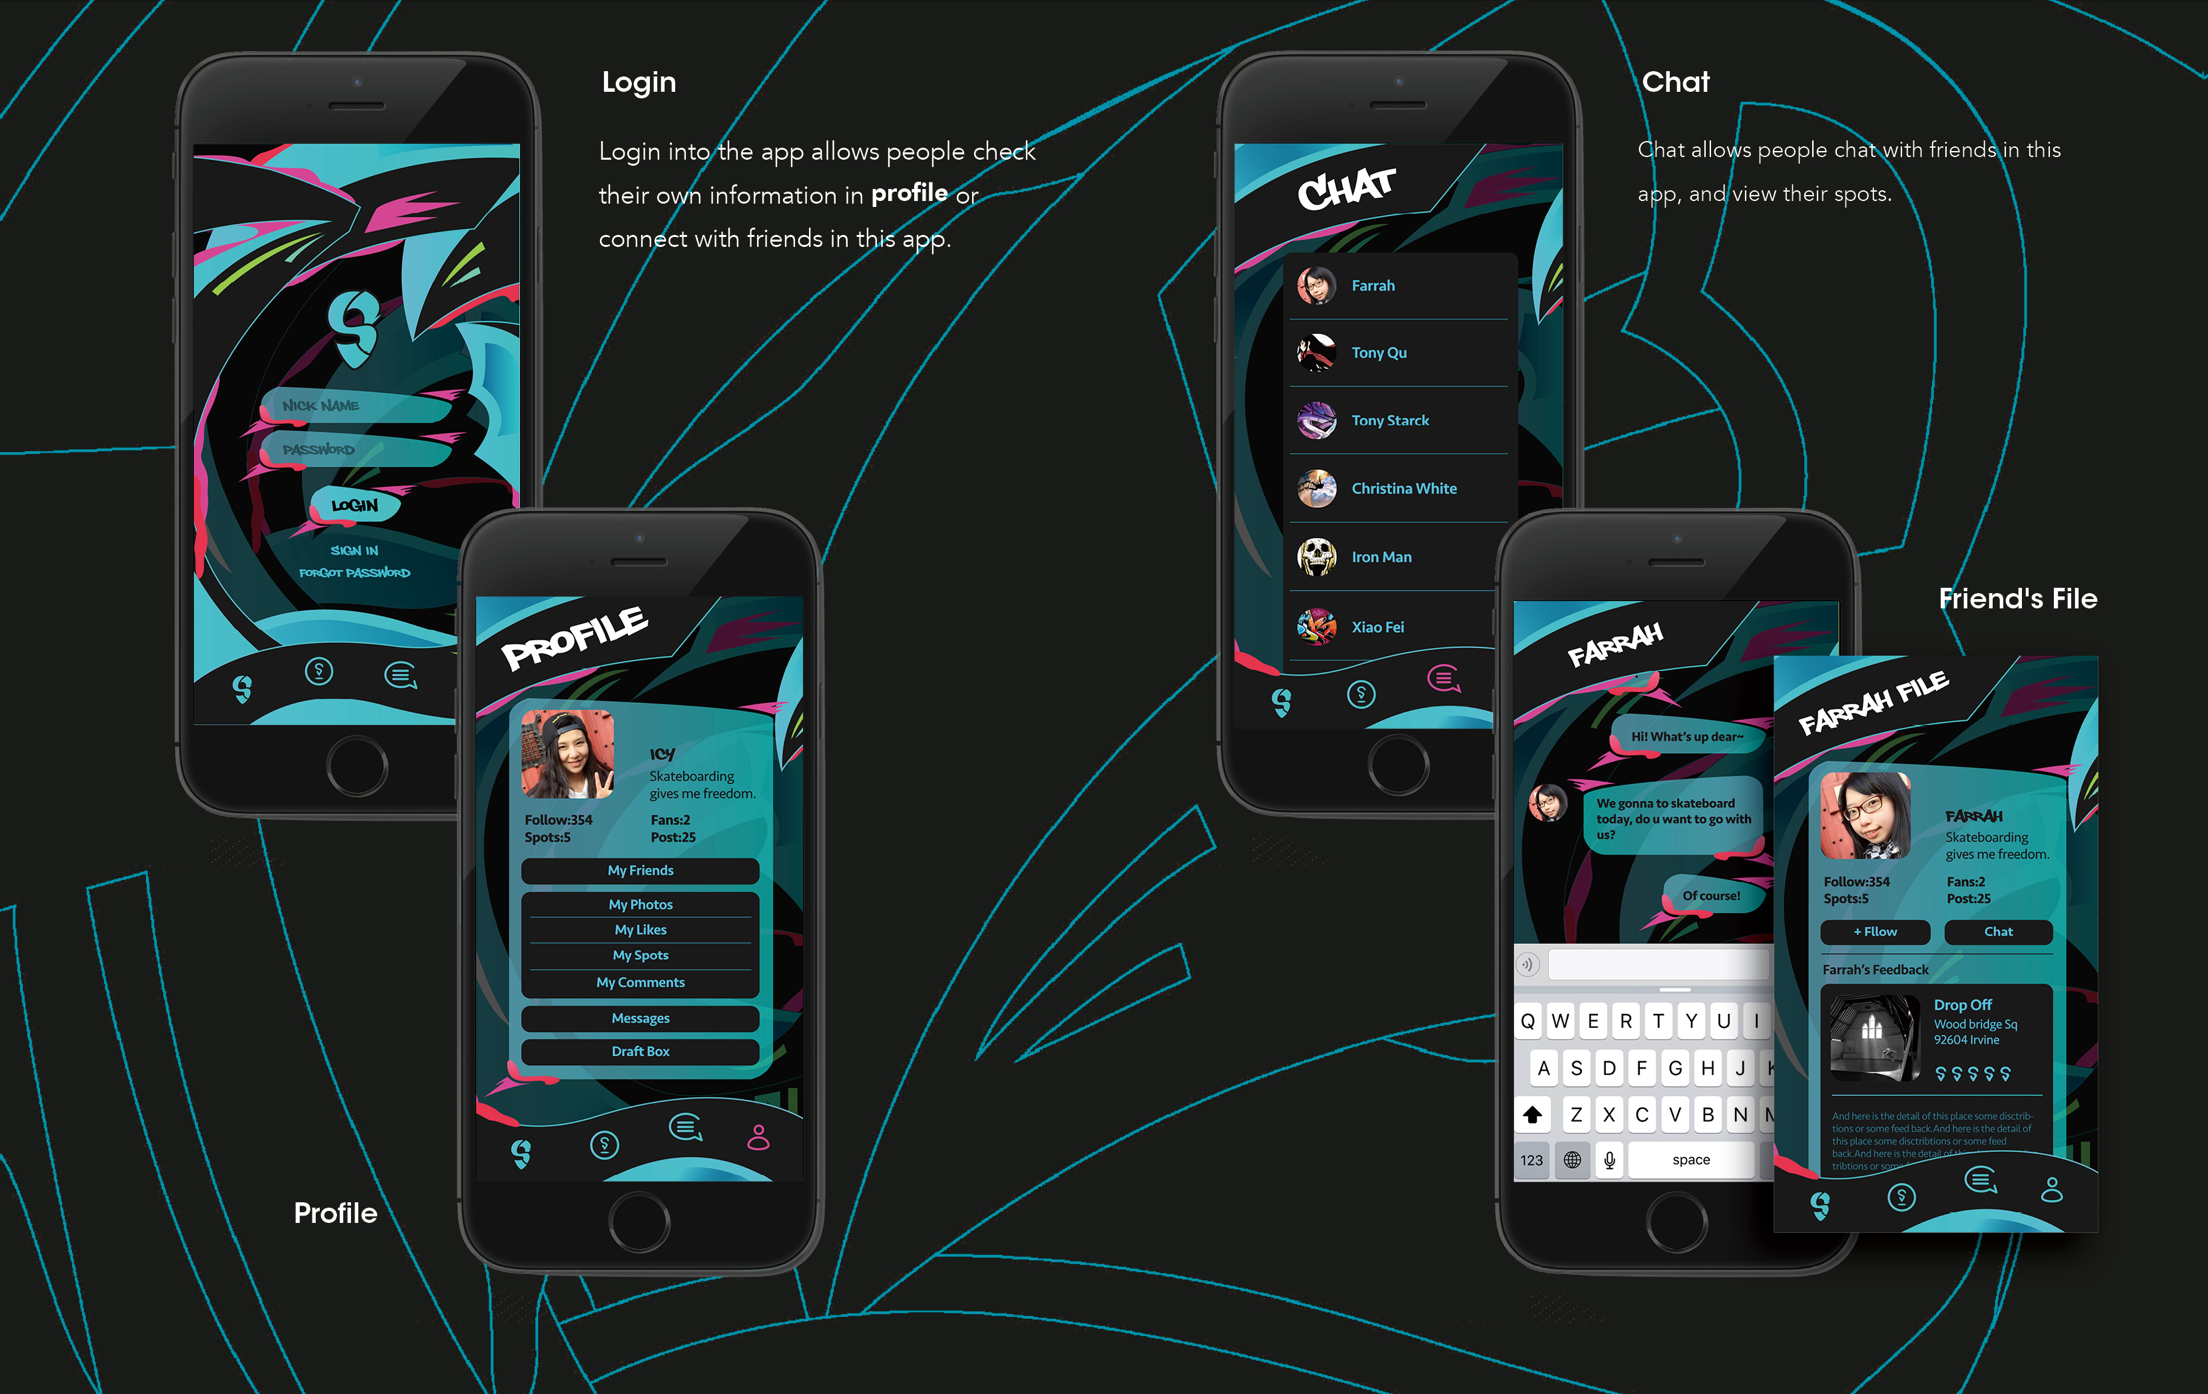 Login
Login into the app allows people check
their own information in profile or
connect with friends in this app.
NICK NAME
PASSWORD
LOGIN
SIGN IN
FORGOT PASSWORD
PROFILE
ICY
Skateboarding
gives me freedom.
Follow:354 Fans:2
Spots:5 Post:25
My Friends
My Photos
My Likes
My Spots
My Comments
Messages
Draft Box
Profile
Chat
Chat allows people chat with friends in this
app, and view their spots.
CHAT
Farrah
Tony Qu
Tony Starck
Christina White
Iron Man
Xiao Fei
FARRAH
Hi! What's up dear~
We gonna to skateboard
today, do u want to go with
us?
Of course!
Q W E R T Y U I
A S D F G H J K
Z X C V B N M
123 space
Friend's File
FARRAH FILE
FARRAH
Skateboarding
gives me freedom.
Follow:354 Fans:2
Spots:5 Post:25
+ Fllow Chat
Farrah's Feedback
Drop Off
Wood bridge Sq
92604 Irvine
And here is the detail of this place some disctrib-
tions or some feed back.And here is the detail of
this place some disctribtions or some feed
back.And here is the detail of
tribtions or some